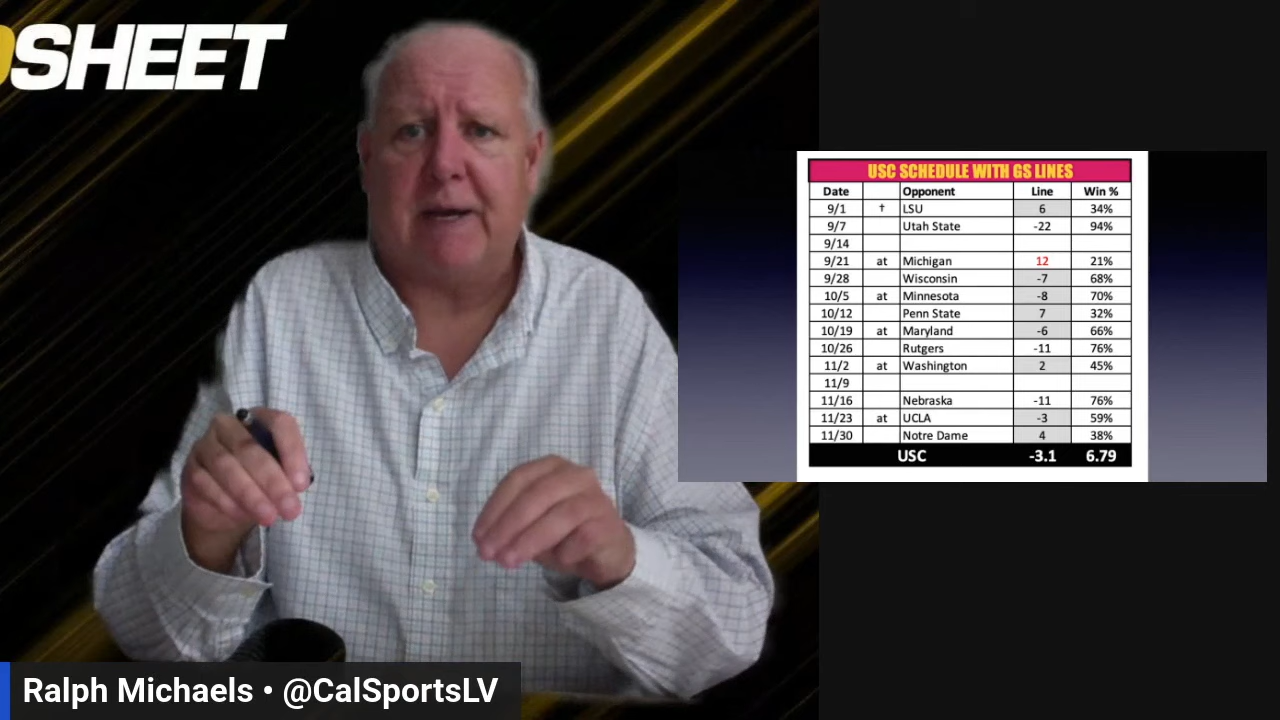 SHEET
USC SCHEDULE WITH GS LINES
Date Opponent Line Win %
9/1 † LSU 6 34%
9/7 Utah State -22 94%
9/14
9/21 at Michigan 12 21%
9/28 Wisconsin -7 68%
10/5 at Minnesota -8 70%
10/12 Penn State 7 32%
10/19 at Maryland -6 66%
10/26 Rutgers -11 76%
11/2 at Washington 2 45%
11/9
11/16 Nebraska -11 76%
11/23 at UCLA -3 59%
11/30 Notre Dame 4 38%
USC -3.1 6.79
Ralph Michaels • @CalSportsLV